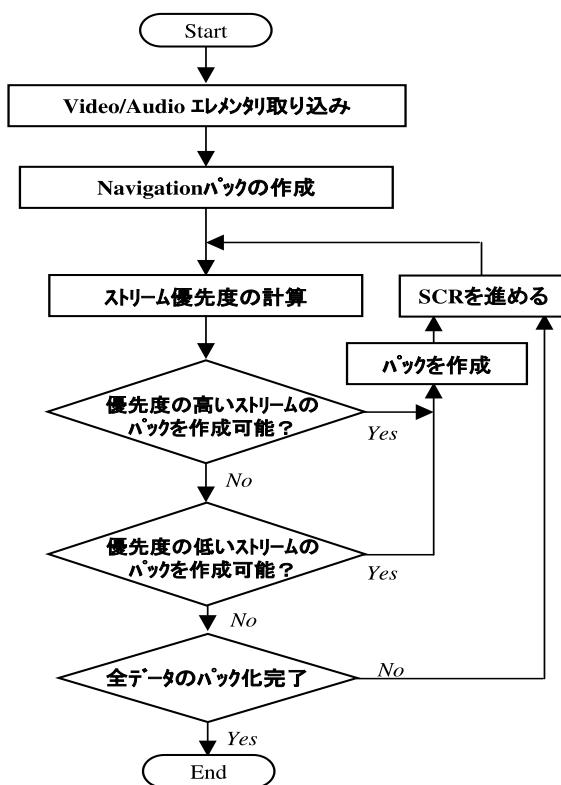 Start
Video/Audio エレメンタリ取り込み
Navigationパックの作成
ストリーム優先度の計算
SCRを進める
パックを作成
優先度の高いストリームの
パックを作成可能？
Yes
No
優先度の低いストリームの
パックを作成可能？
Yes
No
全データのパック化完了
No
Yes
End